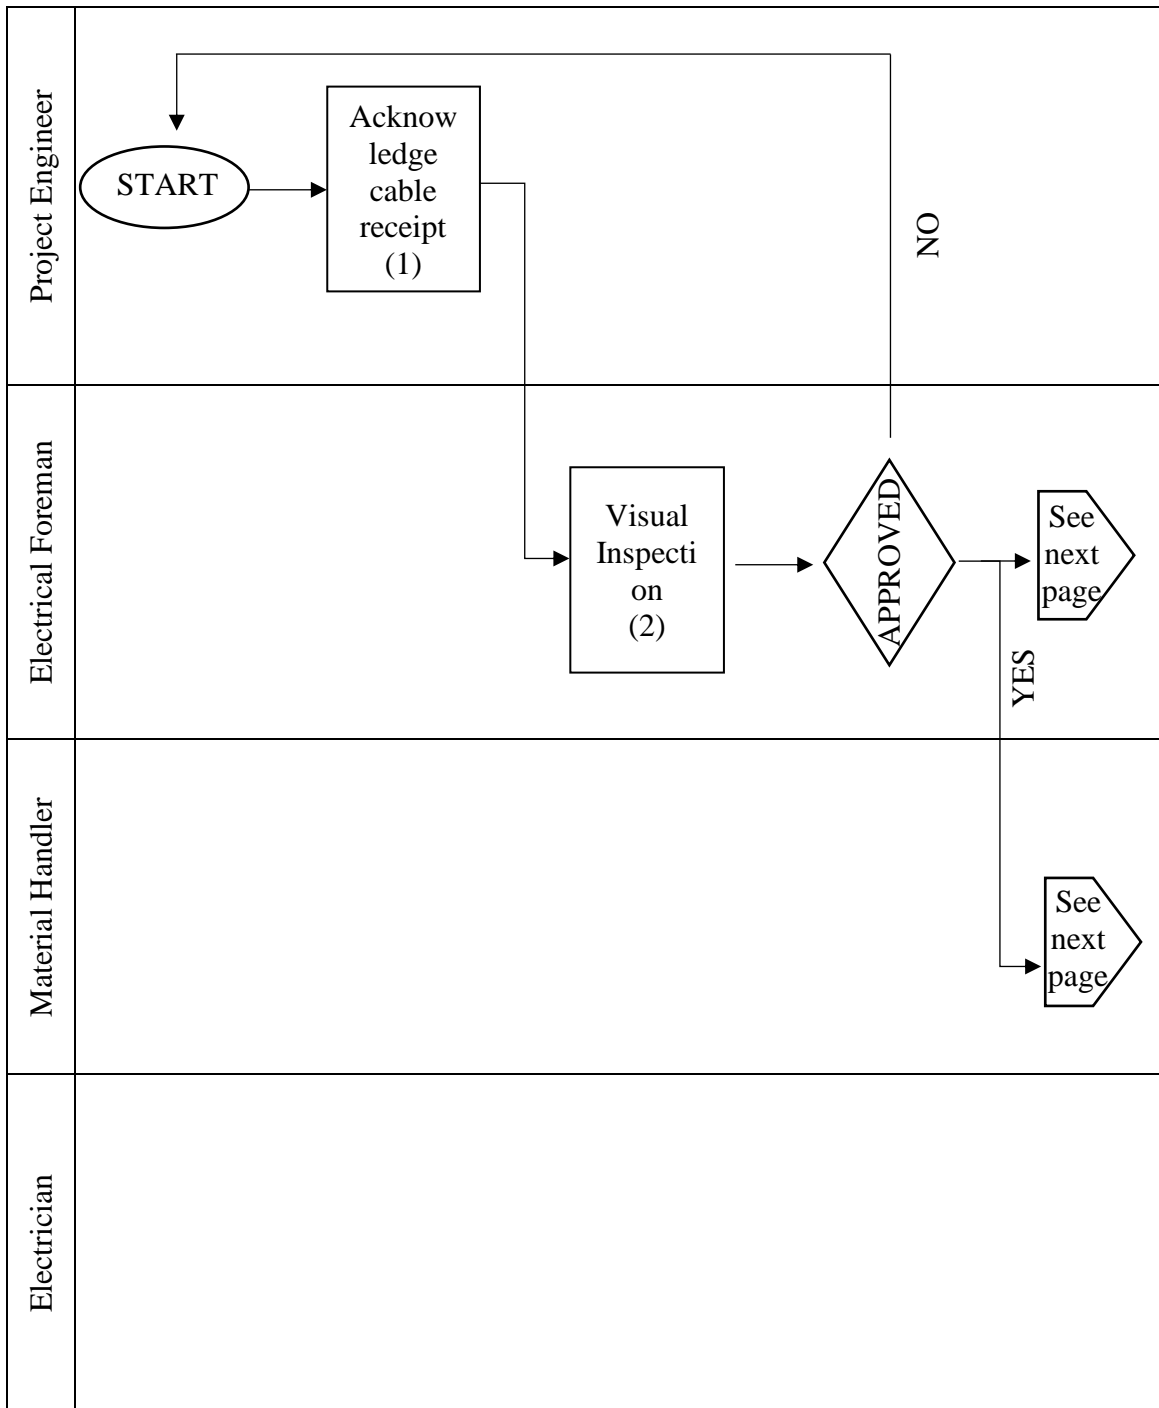 Project Engineer
START
Acknow
ledge
cable
receipt
(1)
NO
Electrical Foreman
Visual
Inspecti
on
(2)
APPROVED
See
next
page
YES
Material Handler
See
next
page
Electrician